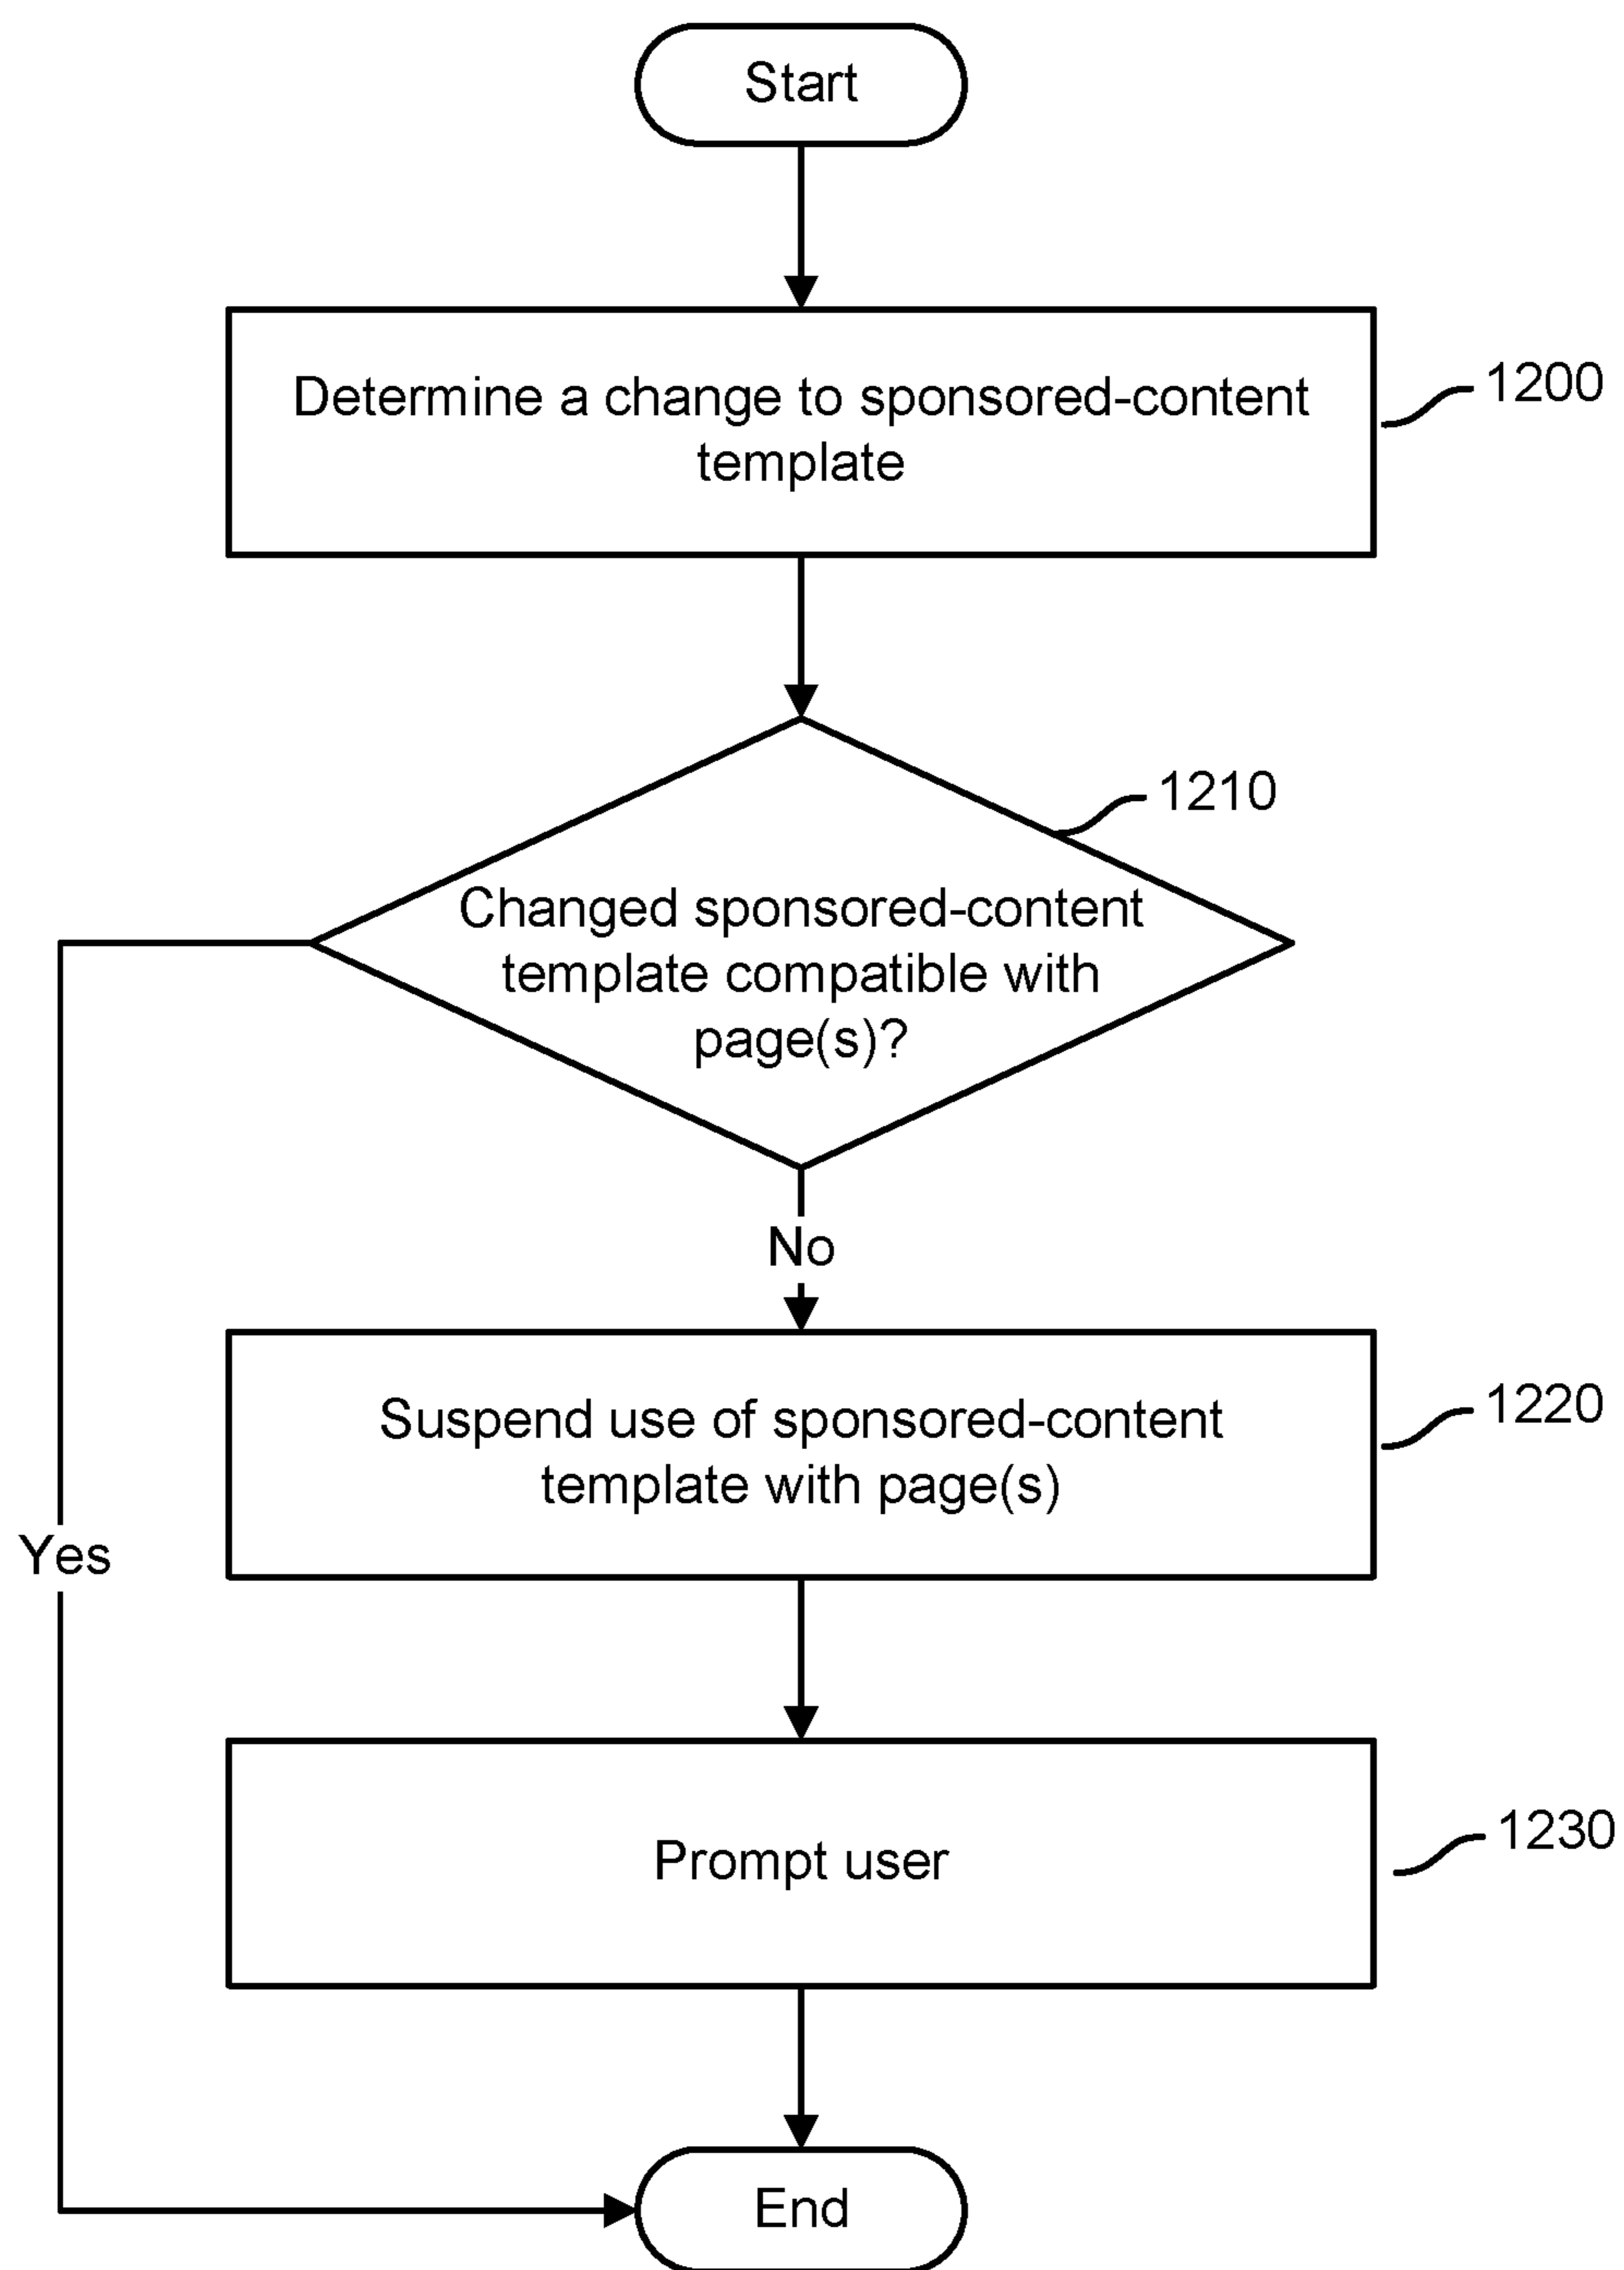 Start
Determine a change to sponsored-content
template
1200
1210
Changed sponsored-content
template compatible with
page(s)?
No
Suspend use of sponsored-content
template with page(s)
1220
Yes
Prompt user
1230
End